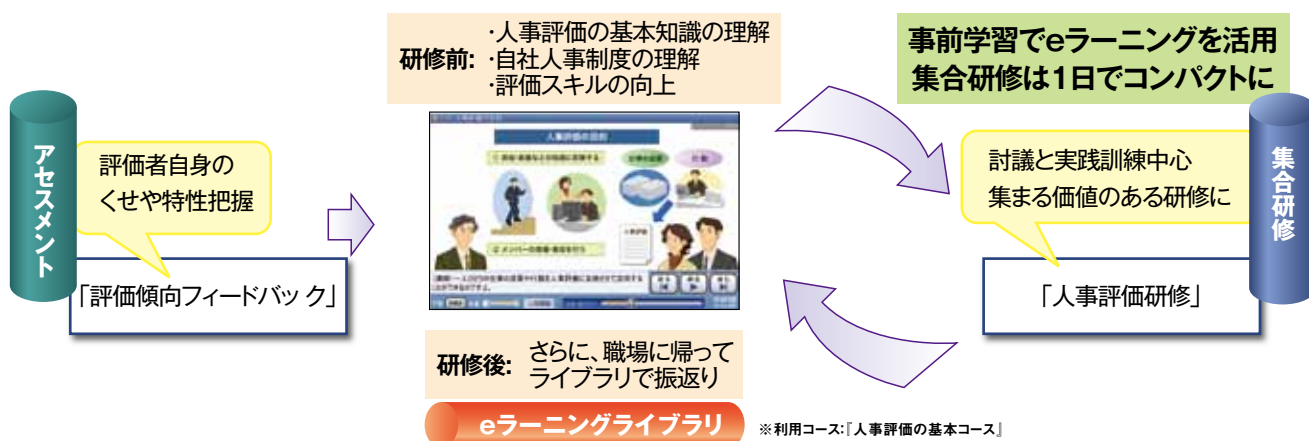 アセスメント
評価者自身の
くせや特性把握
「評価傾向フィードバック」
研修前:
・人事評価の基本知識の理解
・自社人事制度の理解
・評価スキルの向上
人事評価の目的
研修後:
さらに、職場に帰って
ライブラリで振返り
eラーニングライブラリ
※利用コース:『人事評価の基本コース』
事前学習でeラーニングを活用
集合研修は1日でコンパクトに
討議と実践訓練中心
集まる価値のある研修に
集合研修
「人事評価研修」